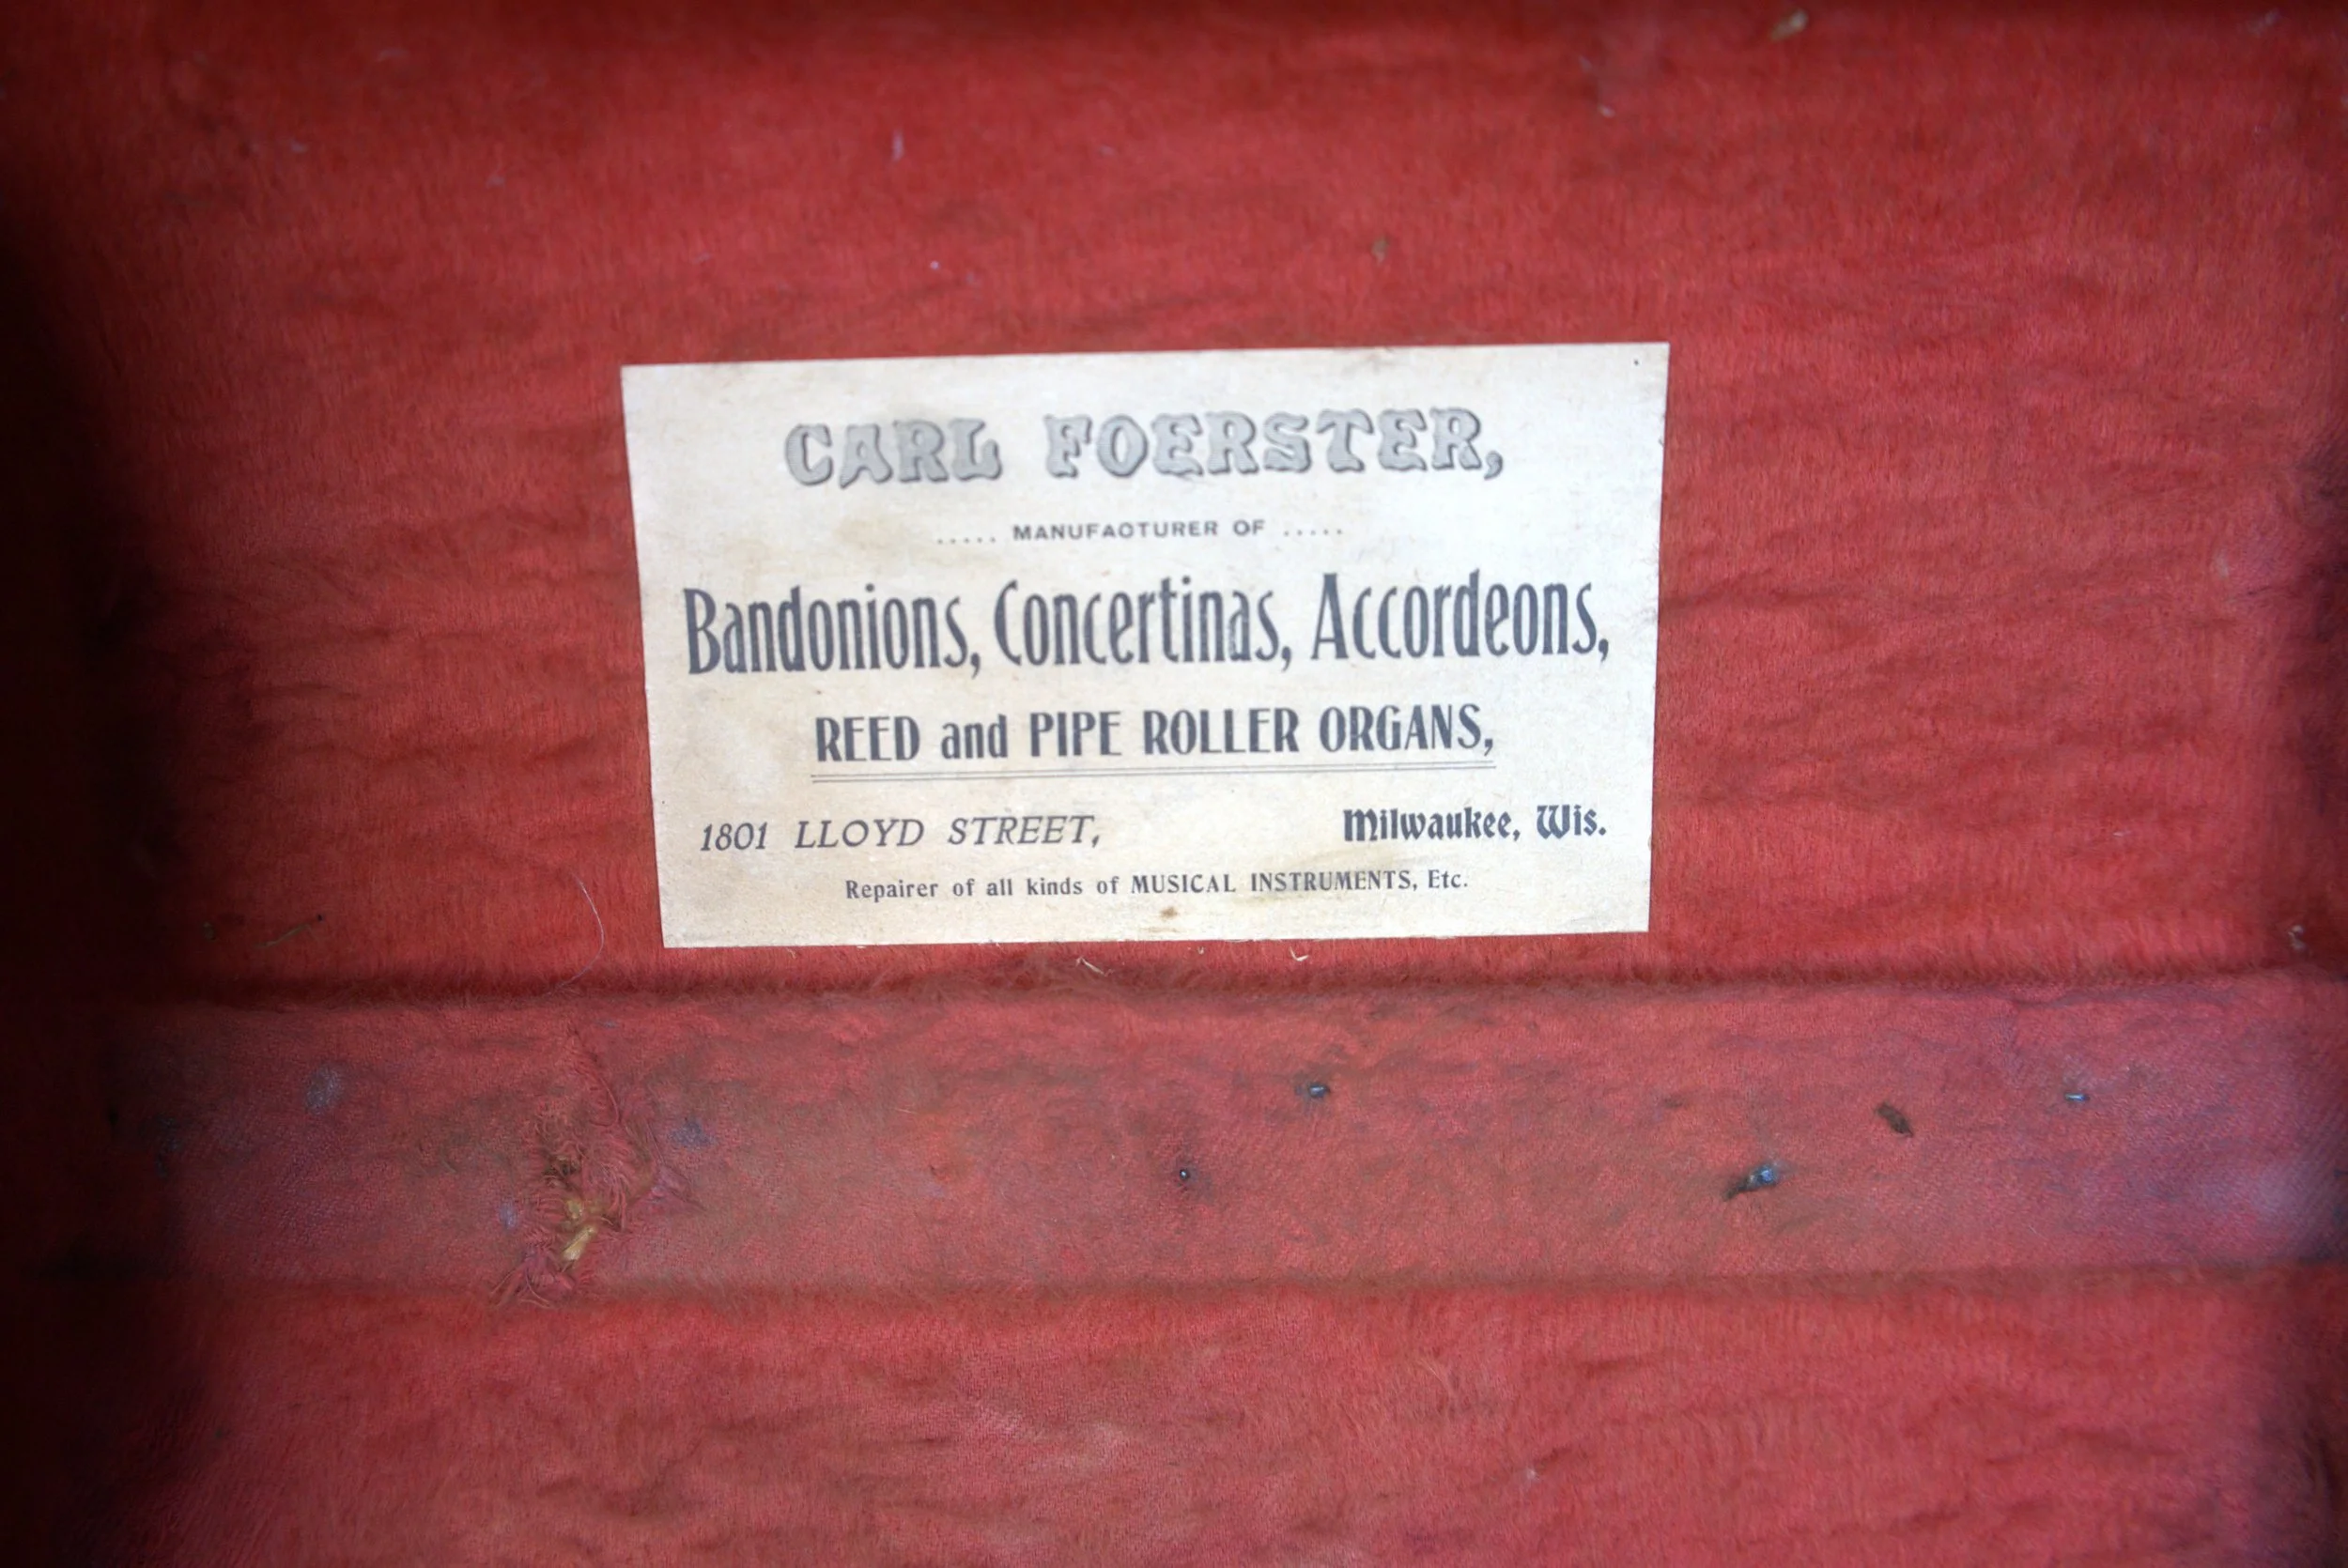 CARL FOERSTER,
..... MANUFACTURER OF .....
Bandonions, Concertinas, Accordeons,
REED and PIPE ROLLER ORGANS,
1801 LLOYD STREET, Milwaukee, Wis.
Repairer of all kinds of MUSICAL INSTRUMENTS, Etc.